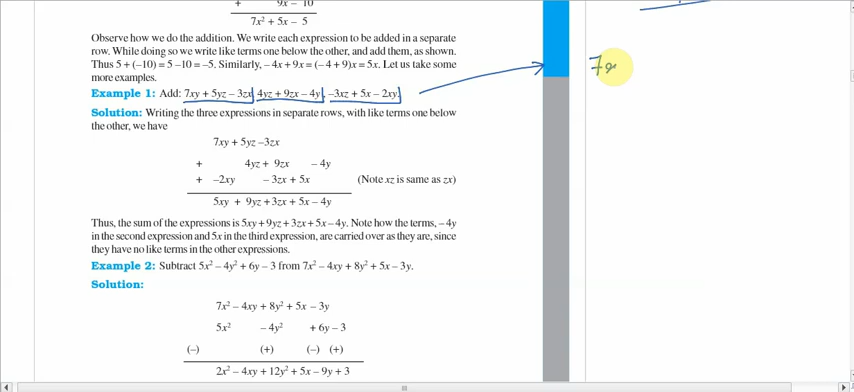 + 9x – 10
7x² + 5x – 5
Observe how we do the addition. We write each expression to be added in a separate
row. While doing so we write like terms one below the other, and add them, as shown.
Thus 5 + (–10) = 5 –10 = –5. Similarly, – 4x + 9x = (– 4 + 9)x = 5x. Let us take some
more examples.
Example 1: Add: 7xy + 5yz – 3zx, 4yz + 9zx – 4y, –3xz + 5x – 2xy.
Solution: Writing the three expressions in separate rows, with like terms one below
the other, we have
7xy + 5yz –3zx
+ 4yz + 9zx – 4y
+ –2xy – 3zx + 5x (Note xz is same as zx)
5xy + 9yz +3zx + 5x – 4y
Thus, the sum of the expressions is 5xy + 9yz + 3zx + 5x – 4y. Note how the terms, – 4y
in the second expression and 5x in the third expression, are carried over as they are, since
they have no like terms in the other expressions.
Example 2: Subtract 5x² – 4y² + 6y – 3 from 7x² – 4xy + 8y² + 5x – 3y.
Solution:
7x² – 4xy + 8y² + 5x – 3y
5x² – 4y² + 6y – 3
(–) (+) (–) (+)
2x² – 4xy + 12y² + 5x – 9y + 3
7x